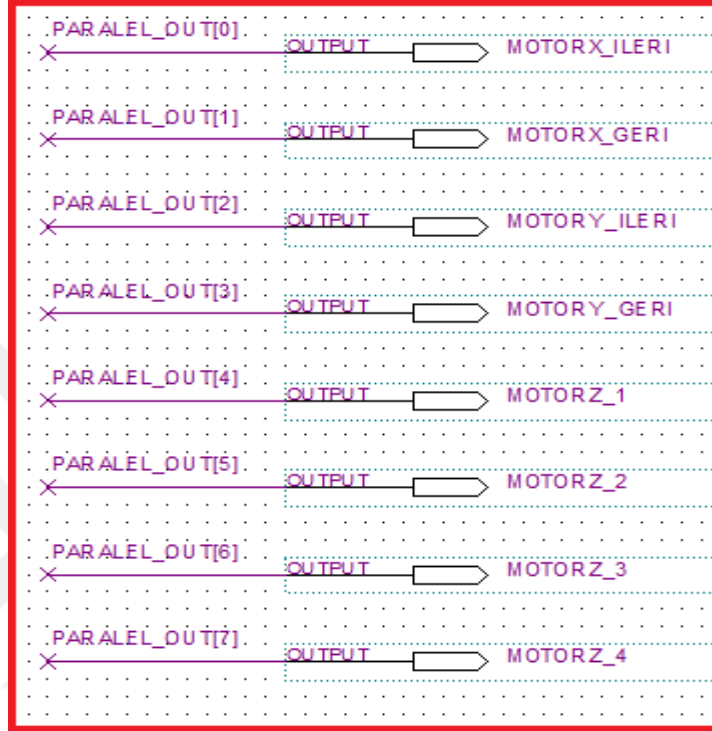 PARALEL_OUT[0]
OUTPUT MOTORX_ILERI
PARALEL_OUT[1]
OUTPUT MOTORX_GERI
PARALEL_OUT[2]
OUTPUT MOTORY_ILERI
PARALEL_OUT[3]
OUTPUT MOTORY_GERI
PARALEL_OUT[4]
OUTPUT MOTORZ_1
PARALEL_OUT[5]
OUTPUT MOTORZ_2
PARALEL_OUT[6]
OUTPUT MOTORZ_3
PARALEL_OUT[7]
OUTPUT MOTORZ_4